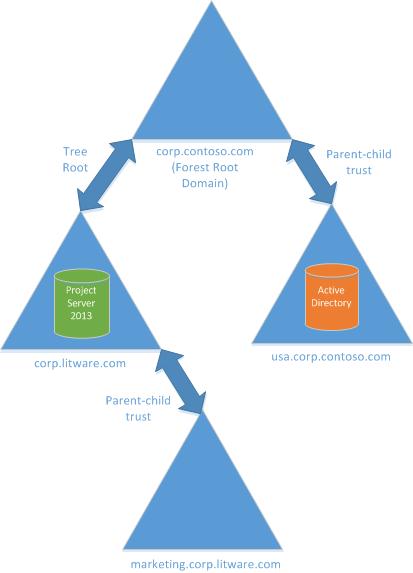 Tree
Root
corp.contoso.com
(Forest Root
Domain)
Parent-child
trust
Project
Server
2013
Active
Directory
corp.litware.com
usa.corp.contoso.com
Parent-child
trust
marketing.corp.litware.com